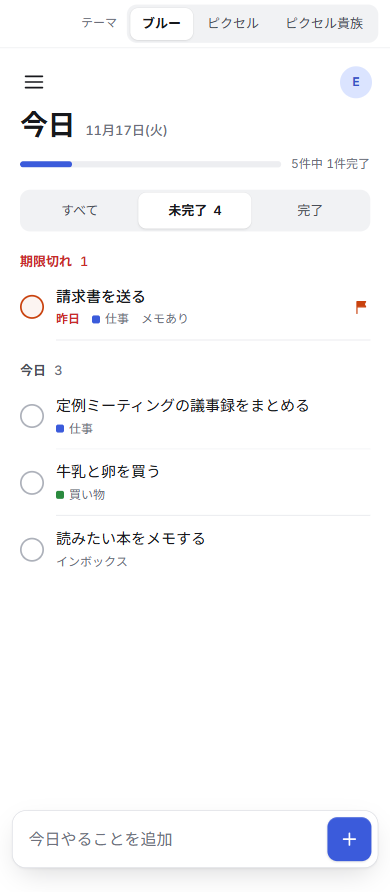 テーマ ブルー ピクセル ピクセル貴族
E
今日 11月17日(火)
5件中 1件完了
すべて 未完了 4 完了
期限切れ 1
請求書を送る
昨日 仕事 メモあり
今日 3
定例ミーティングの議事録をまとめる
仕事
牛乳と卵を買う
買い物
読みたい本をメモする
インボックス
今日やることを追加